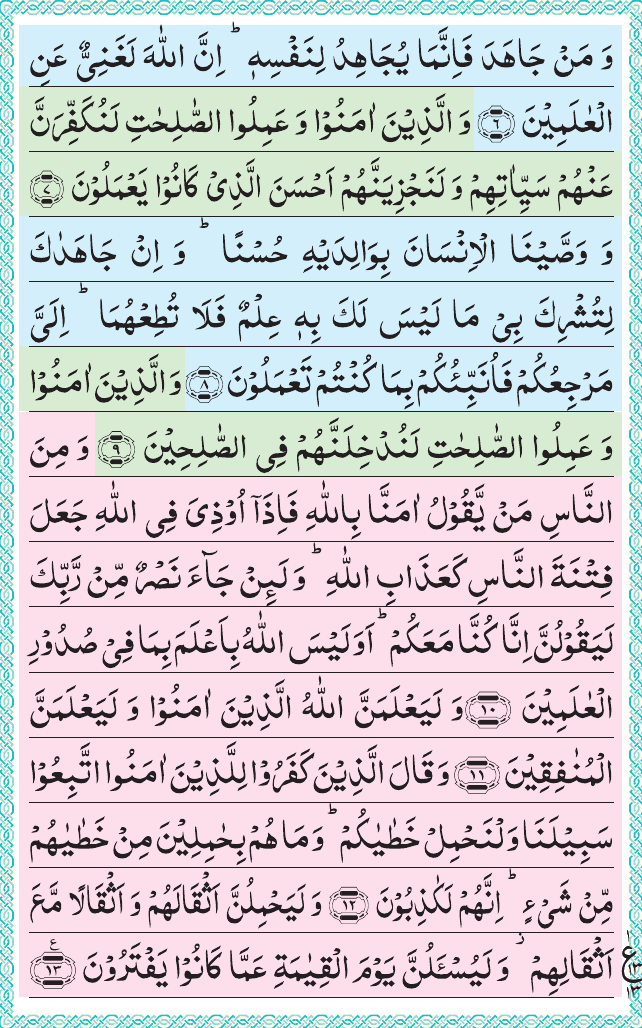 وَ مَنۡ جَاهَدَ فَاِنَّمَا يُجَاهِدُ لِنَفۡسِهٖ ؕ اِنَّ اللّٰهَ لَغَنِىٌّ عَنِ
الۡعٰلَمِيۡنَ ﴿۶﴾ وَ الَّذِيۡنَ اٰمَنُوۡا وَ عَمِلُوا الصّٰلِحٰتِ لَنُكَفِّرَنَّ
عَنۡهُمۡ سَيِّاٰتِهِمۡ وَ لَنَجۡزِيَنَّهُمۡ اَحۡسَنَ الَّذِىۡ كَانُوۡا يَعۡمَلُوۡنَ ﴿۷﴾
وَ وَصَّيۡنَا الۡاِنۡسَانَ بِوَالِدَيۡهِ حُسۡنًا ؕ وَ اِنۡ جَاهَدٰكَ
لِتُشۡرِكَ بِىۡ مَا لَيۡسَ لَكَ بِهٖ عِلۡمٌ فَلَا تُطِعۡهُمَا ؕ اِلَىَّ
مَرۡجِعُكُمۡ فَاُنَبِّئُكُمۡ بِمَا كُنۡتُمۡ تَعۡمَلُوۡنَ ﴿۸﴾ وَ الَّذِيۡنَ اٰمَنُوۡا
وَ عَمِلُوا الصّٰلِحٰتِ لَنُدۡخِلَنَّهُمۡ فِى الصّٰلِحِيۡنَ ﴿۹﴾ وَ مِنَ
النَّاسِ مَنۡ يَّقُوۡلُ اٰمَنَّا بِاللّٰهِ فَاِذَاۤ اُوۡذِىَ فِى اللّٰهِ جَعَلَ
فِتۡنَةَ النَّاسِ كَعَذَابِ اللّٰهِ ؕ وَ لَئِنۡ جَآءَ نَصۡرٌ مِّنۡ رَّبِّكَ
لَيَقُوۡلُنَّ اِنَّا كُنَّا مَعَكُمۡ ؕ اَوَ لَيۡسَ اللّٰهُ بِاَعۡلَمَ بِمَا فِىۡ صُدُوۡرِ
الۡعٰلَمِيۡنَ ﴿۱۰﴾ وَ لَيَعۡلَمَنَّ اللّٰهُ الَّذِيۡنَ اٰمَنُوۡا وَ لَيَعۡلَمَنَّ
الۡمُنٰفِقِيۡنَ ﴿۱۱﴾ وَ قَالَ الَّذِيۡنَ كَفَرُوۡا لِلَّذِيۡنَ اٰمَنُوا اتَّبِعُوۡا
سَبِيۡلَنَا وَلۡنَحۡمِلۡ خَطٰيٰكُمۡ ؕ وَ مَا هُمۡ بِحٰمِلِيۡنَ مِنۡ خَطٰيٰهُمۡ
مِّنۡ شَىۡءٍ ؕ اِنَّهُمۡ لَكٰذِبُوۡنَ ﴿۱۲﴾ وَ لَيَحۡمِلُنَّ اَثۡقَالَهُمۡ وَ اَثۡقَالًا مَّعَ
اَثۡقَالِهِمۡ ؗ وَ لَيُسۡـَٔلُنَّ يَوۡمَ الۡقِيٰمَةِ عَمَّا كَانُوۡا يَفۡتَرُوۡنَ ﴿۱۳﴾ ع